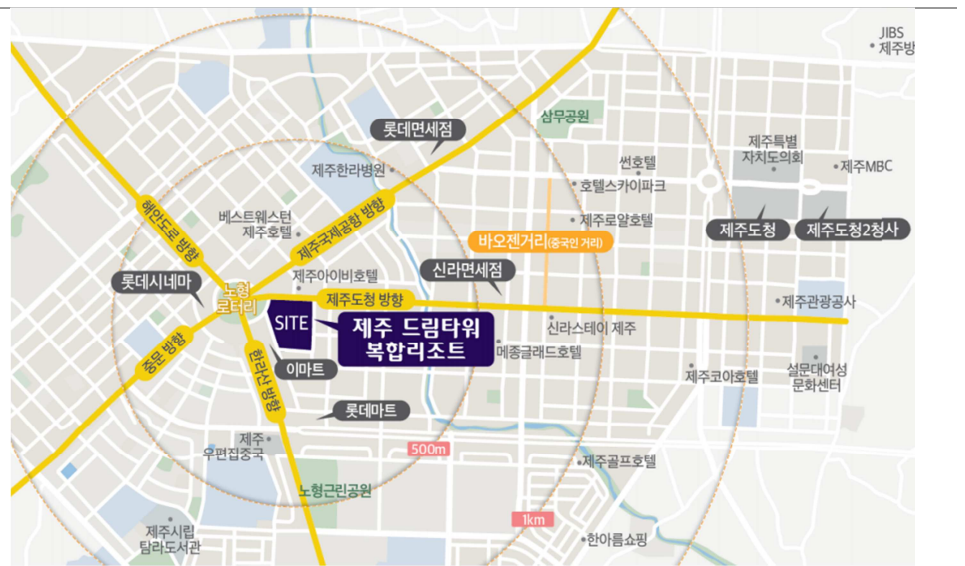 JIBS
제주방
삼무공원
롯데면세점
제주특별
자치도의회
썬호텔
제주한라병원
제주MBC
호텔스카이파크
해안도로 방향
제주국제공항 방향
베스트웨스턴
제주호텔
제주로얄호텔
제주도청
제주도청2청사
바오젠거리(중국인 거리)
신라면세점
롯데시네마
제주아이비호텔
노형
로터리
제주도청 방향
제주관광공사
SITE
제주 드림타워
복합리조트
신라스테이 제주
중문 방향
메종글래드호텔
이마트
한라산 방향
제주코아호텔
설문대여성
문화센터
롯데마트
제주
우편집중국
500m
제주골프호텔
노형근린공원
1km
제주시립
탐라도서관
한아름쇼핑